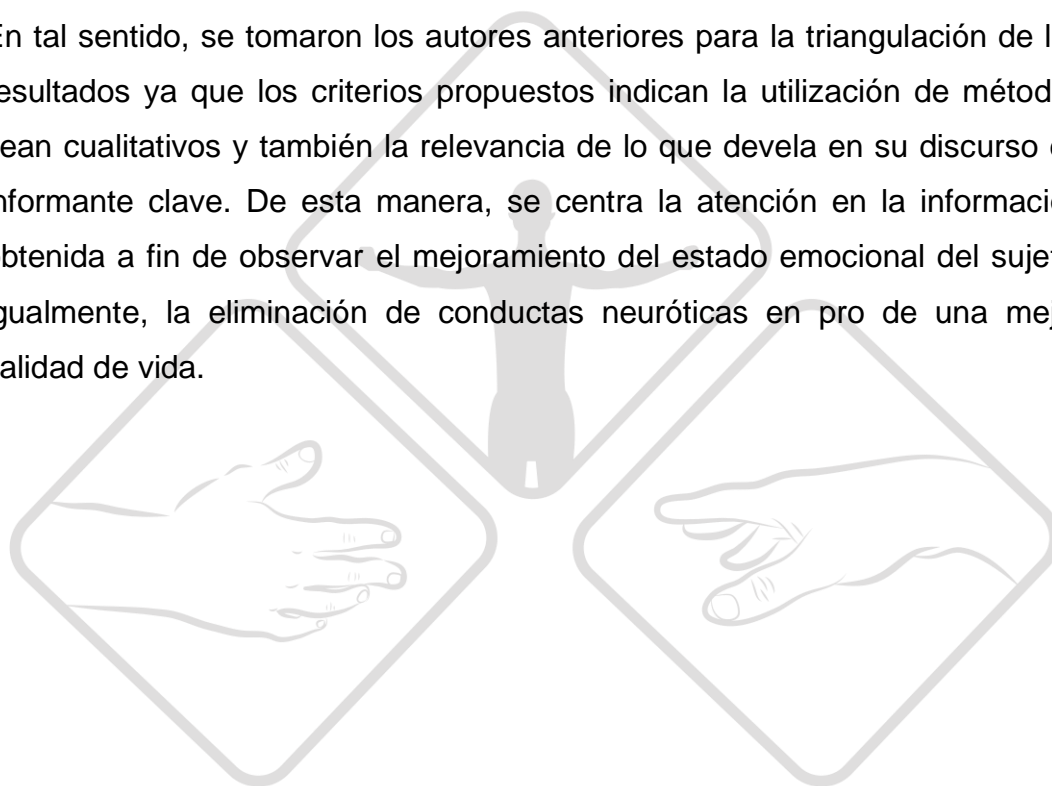 En tal sentido, se tomaron los autores anteriores para la triangulación de l
esultados ya que los criterios propuestos indican la utilización de métod
ean cualitativos y también la relevancia de lo que devela en su discurso
nformante clave. De esta manera, se centra la atención en la informaci
btenida a fin de observar el mejoramiento del estado emocional del suje
gualmente, la eliminación de conductas neuróticas en pro de una mej
alidad de vida.